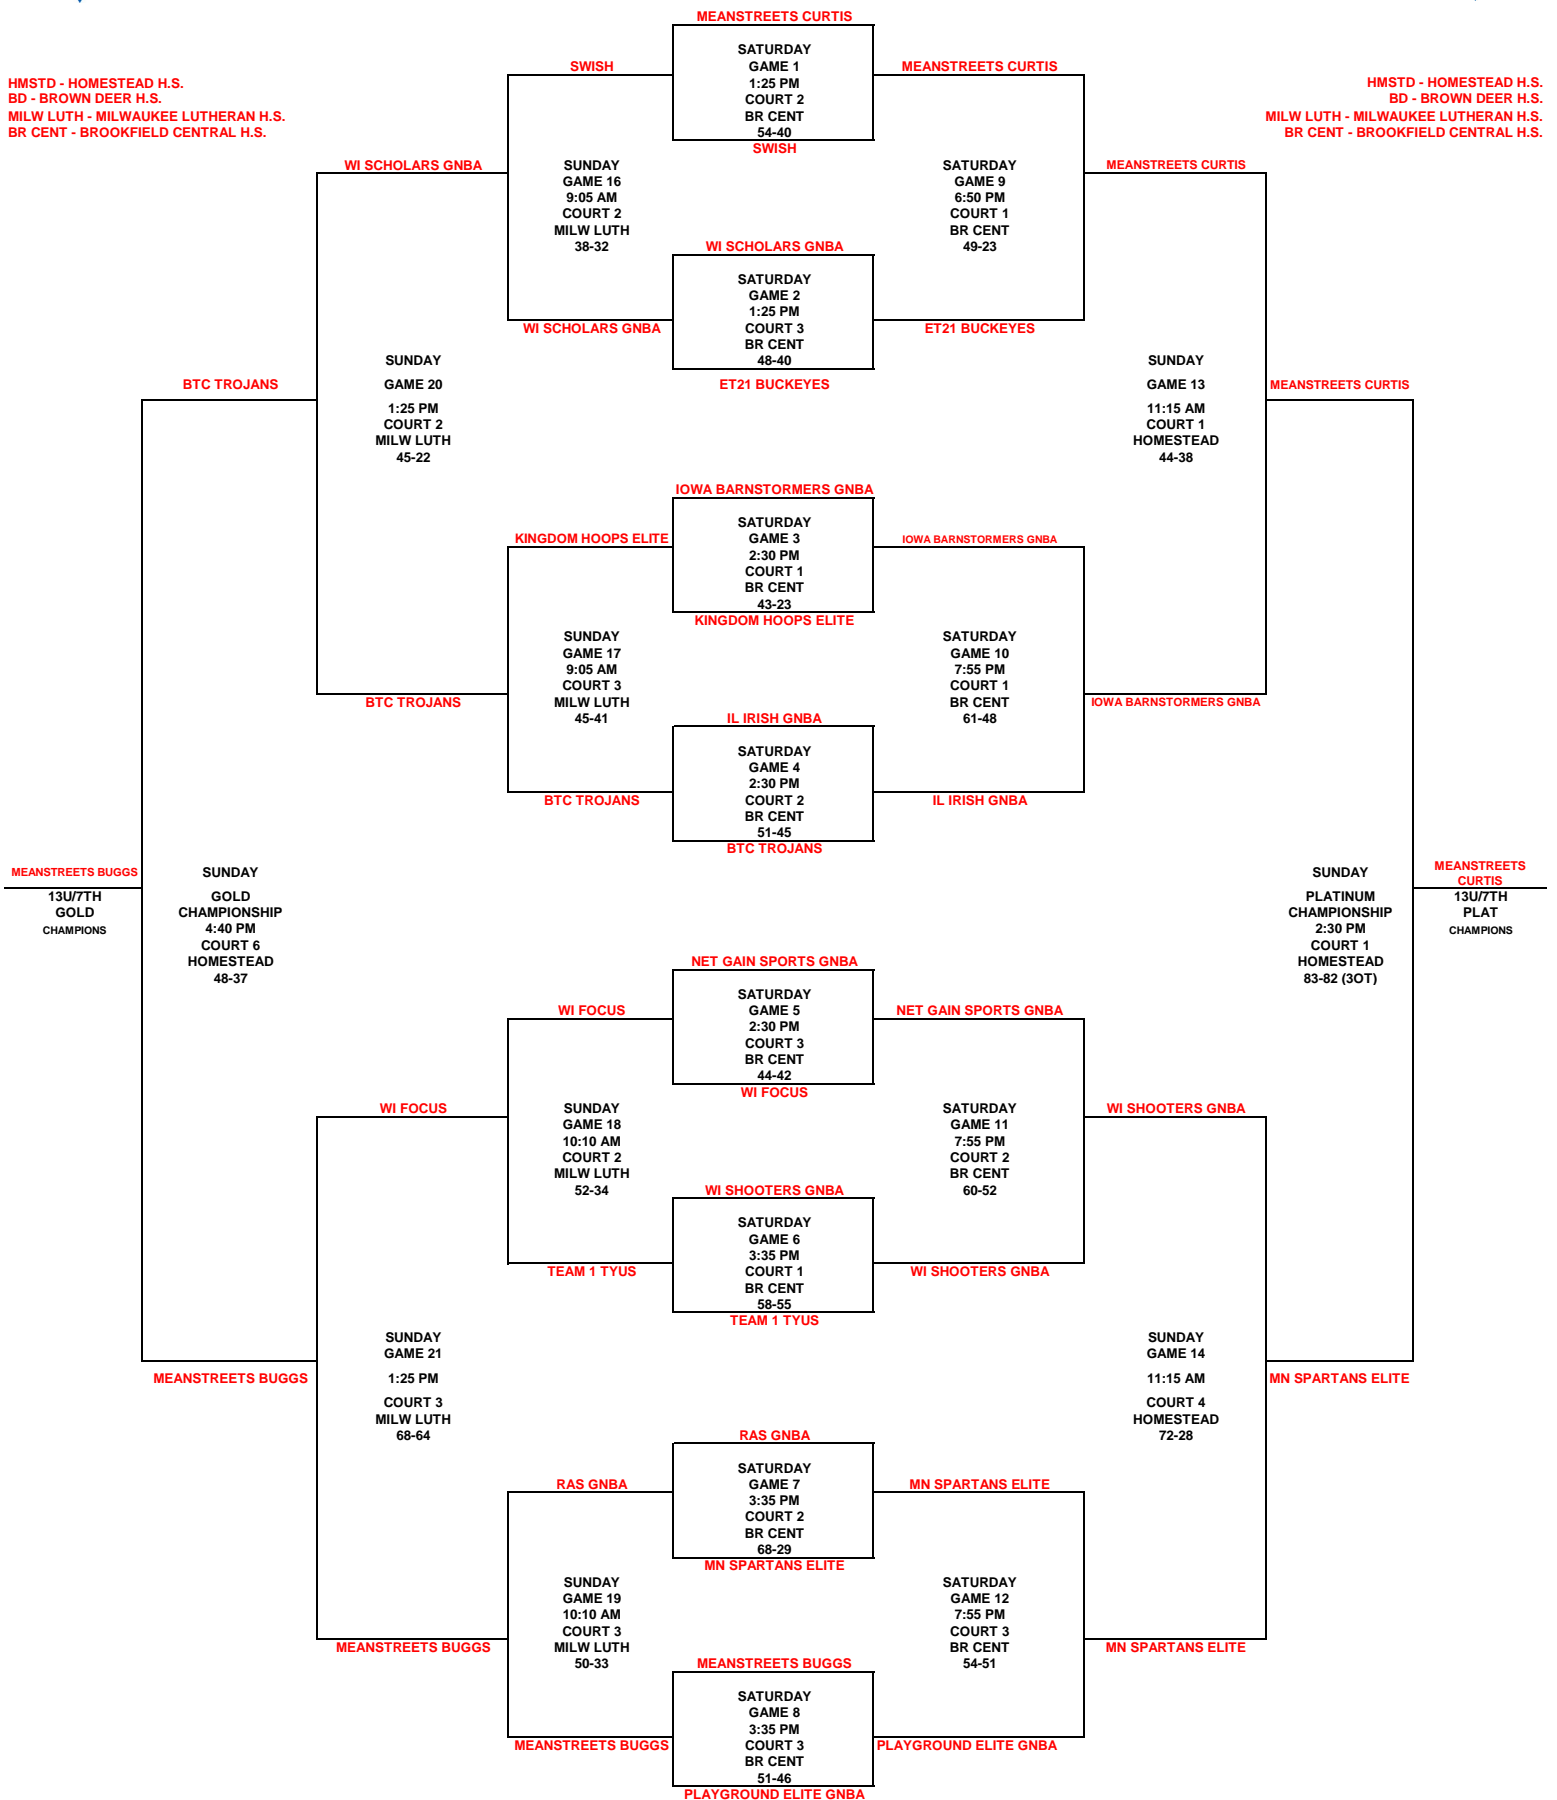 MEANSTREETS CURTIS
SATURDAY
GAME 1
1:25 PM
COURT 2
BR CENT
54-40
SWISH
SWISH
MEANSTREETS CURTIS
HMSTD - HOMESTEAD H.S.
BD - BROWN DEER H.S.
MILW LUTH - MILWAUKEE LUTHERAN H.S.
BR CENT - BROOKFIELD CENTRAL H.S.
HMSTD - HOMESTEAD H.S.
BD - BROWN DEER H.S.
MILW LUTH - MILWAUKEE LUTHERAN H.S.
BR CENT - BROOKFIELD CENTRAL H.S.
WI SCHOLARS GNBA
SUNDAY
GAME 16
9:05 AM
COURT 2
MILW LUTH
38-32
SATURDAY
GAME 9
6:50 PM
COURT 1
BR CENT
49-23
MEANSTREETS CURTIS
WI SCHOLARS GNBA
SATURDAY
GAME 2
1:25 PM
COURT 3
BR CENT
48-40
ET21 BUCKEYES
WI SCHOLARS GNBA
ET21 BUCKEYES
BTC TROJANS
SUNDAY
GAME 20
1:25 PM
COURT 2
MILW LUTH
45-22
SUNDAY
GAME 13
11:15 AM
COURT 1
HOMESTEAD
44-38
MEANSTREETS CURTIS
IOWA BARNSTORMERS GNBA
SATURDAY
GAME 3
2:30 PM
COURT 1
BR CENT
43-23
KINGDOM HOOPS ELITE
KINGDOM HOOPS ELITE
IOWA BARNSTORMERS GNBA
SUNDAY
GAME 17
9:05 AM
COURT 3
MILW LUTH
45-41
SATURDAY
GAME 10
7:55 PM
COURT 1
BR CENT
61-48
BTC TROJANS
IOWA BARNSTORMERS GNBA
IL IRISH GNBA
SATURDAY
GAME 4
2:30 PM
COURT 2
BR CENT
51-45
BTC TROJANS
BTC TROJANS
IL IRISH GNBA
MEANSTREETS BUGGS
13U/7TH
GOLD
CHAMPIONS
SUNDAY
GOLD
CHAMPIONSHIP
4:40 PM
COURT 6
HOMESTEAD
48-37
SUNDAY
PLATINUM
CHAMPIONSHIP
2:30 PM
COURT 1
HOMESTEAD
83-82 (3OT)
MEANSTREETS
CURTIS
13U/7TH
PLAT
CHAMPIONS
NET GAIN SPORTS GNBA
SATURDAY
GAME 5
2:30 PM
COURT 3
BR CENT
44-42
WI FOCUS
WI FOCUS
NET GAIN SPORTS GNBA
WI FOCUS
SUNDAY
GAME 18
10:10 AM
COURT 2
MILW LUTH
52-34
SATURDAY
GAME 11
7:55 PM
COURT 2
BR CENT
60-52
WI SHOOTERS GNBA
WI SHOOTERS GNBA
SATURDAY
GAME 6
3:35 PM
COURT 1
BR CENT
58-55
TEAM 1 TYUS
TEAM 1 TYUS
WI SHOOTERS GNBA
MEANSTREETS BUGGS
SUNDAY
GAME 21
1:25 PM
COURT 3
MILW LUTH
68-64
SUNDAY
GAME 14
11:15 AM
COURT 4
HOMESTEAD
72-28
MN SPARTANS ELITE
RAS GNBA
SATURDAY
GAME 7
3:35 PM
COURT 2
BR CENT
68-29
MN SPARTANS ELITE
RAS GNBA
MN SPARTANS ELITE
SUNDAY
GAME 19
10:10 AM
COURT 3
MILW LUTH
50-33
SATURDAY
GAME 12
7:55 PM
COURT 3
BR CENT
54-51
MEANSTREETS BUGGS
MN SPARTANS ELITE
MEANSTREETS BUGGS
SATURDAY
GAME 8
3:35 PM
COURT 3
BR CENT
51-46
PLAYGROUND ELITE GNBA
MEANSTREETS BUGGS
PLAYGROUND ELITE GNBA